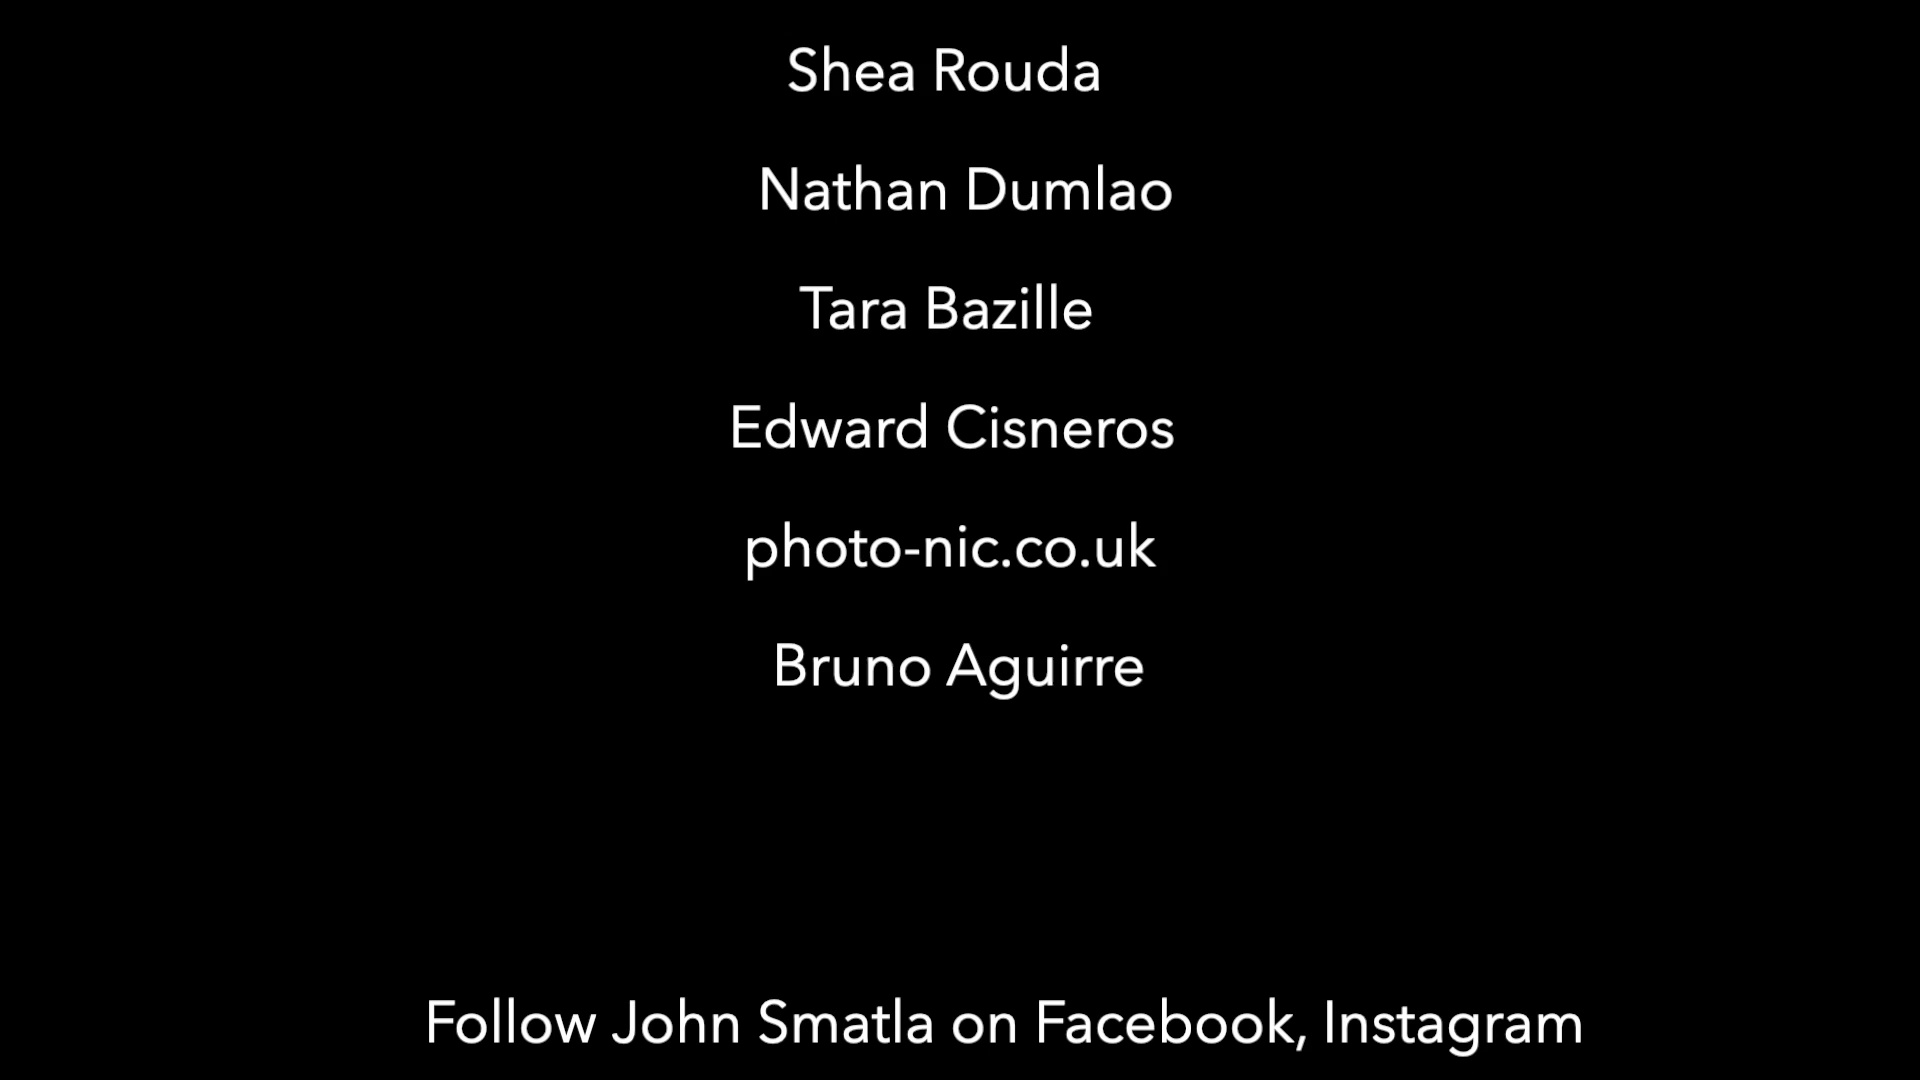 Shea Rouda
Nathan Dumlao
Tara Bazille
Edward Cisneros
photo-nic.co.uk
Bruno Aguirre
Follow John Smatla on Facebook, Instagram